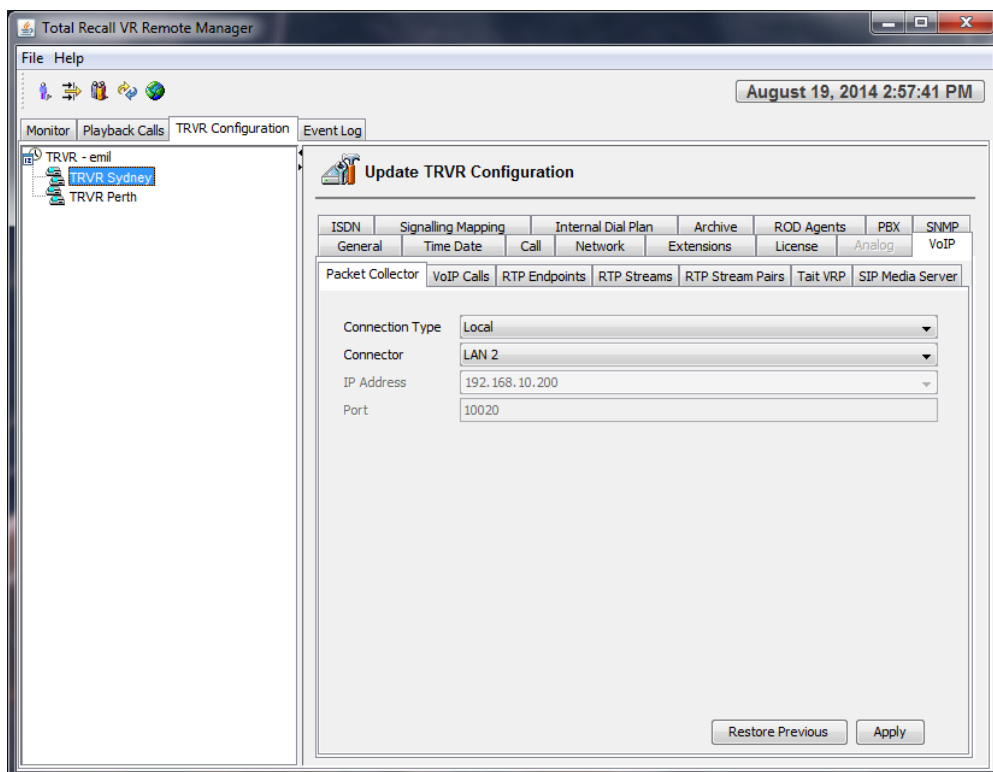 Total Recall VR Remote Manager
File Help
August 19, 2014 2:57:41 PM
Monitor Playback Calls TRVR Configuration Event Log
TRVR - emil
TRVR Sydney
TRVR Perth
Update TRVR Configuration
ISDN Signalling Mapping Internal Dial Plan Archive ROD Agents PBX SNMP
General Time Date Call Network Extensions License Analog VoIP
Packet Collector VoIP Calls RTP Endpoints RTP Streams RTP Stream Pairs Tait VRP SIP Media Server
Connection Type Local
Connector LAN 2
IP Address 192.168.10.200
Port 10020
Restore Previous Apply